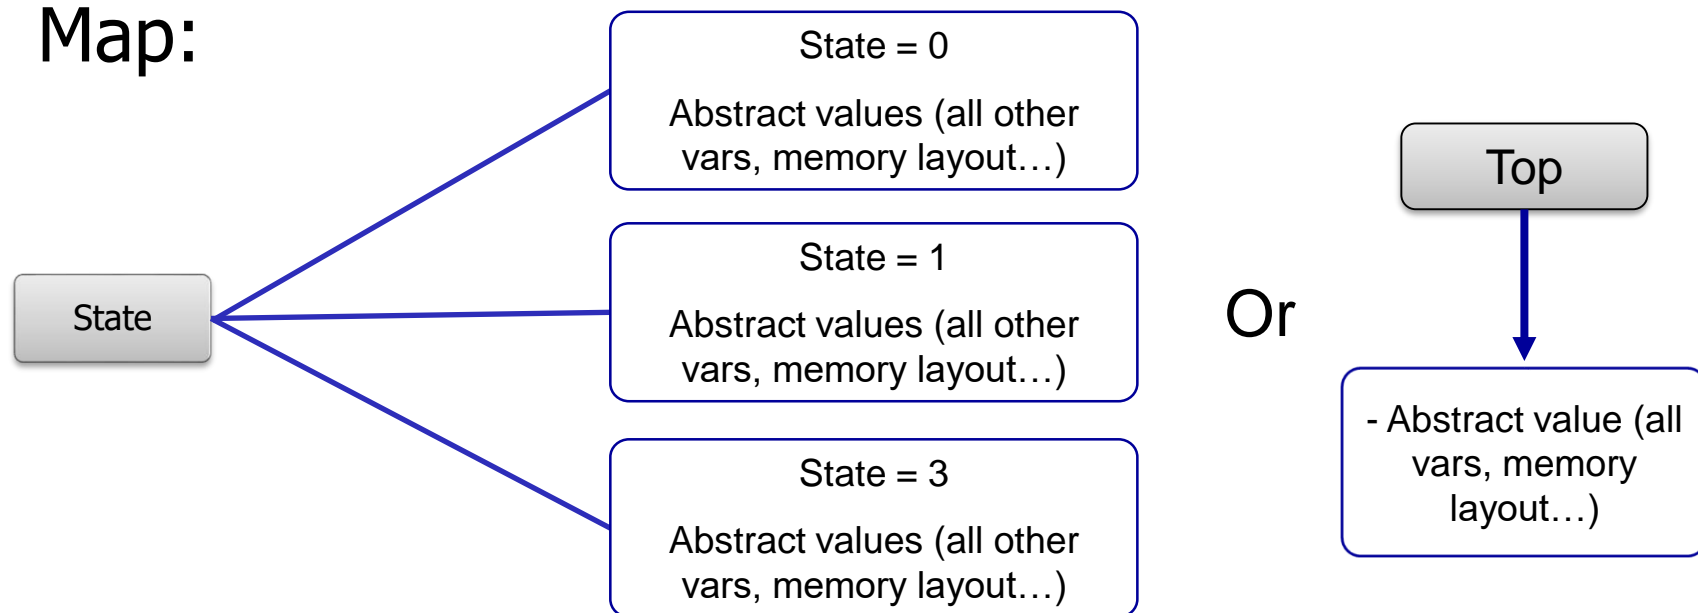 Map:
State
State = 0
Abstract values (all other
vars, memory layout…)
State = 1
Abstract values (all other
vars, memory layout…)
State = 3
Abstract values (all other
vars, memory layout…)
Or
Top
- Abstract value (all
vars, memory
layout…)